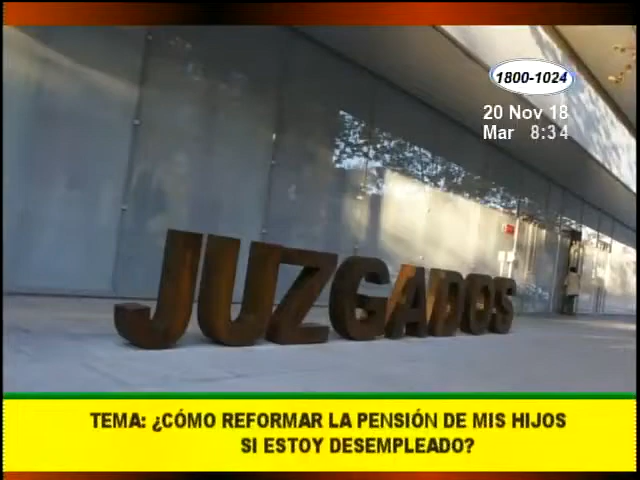 1800-1024
20 Nov 18
Mar 8:34
JUZGADOS
TEMA: ¿CÓMO REFORMAR LA PENSIÓN DE MIS HIJOS
SI ESTOY DESEMPLEADO?